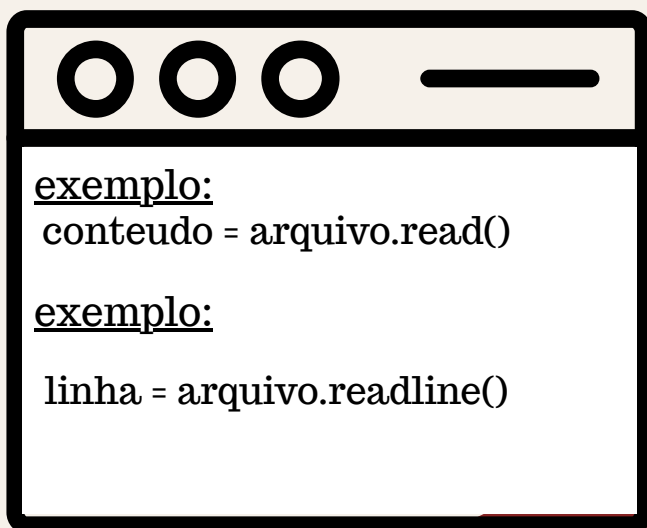 exemplo:
conteudo = arquivo.read()
exemplo:
linha = arquivo.readline()